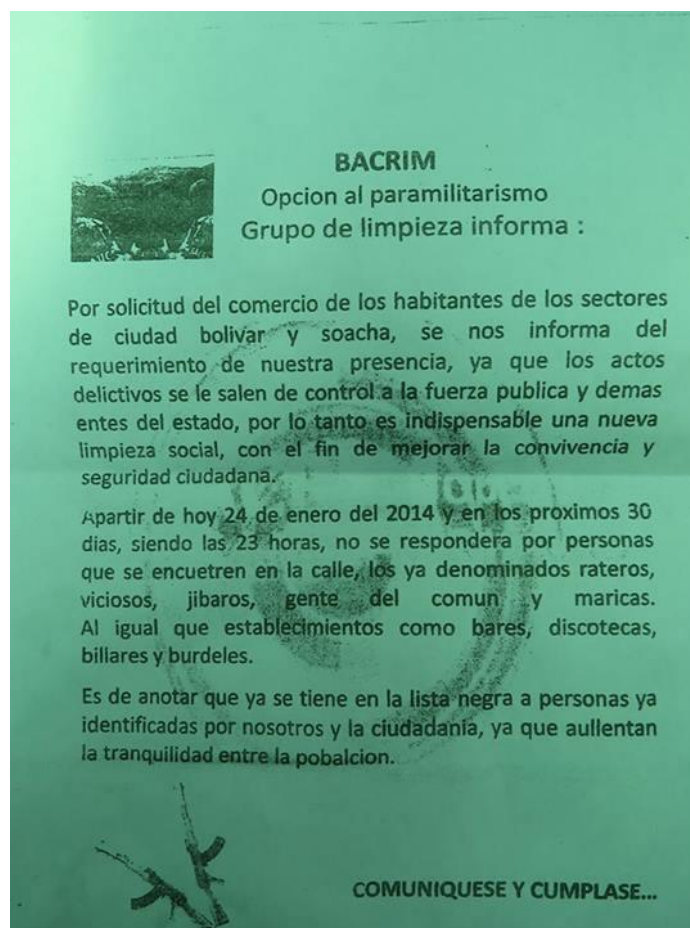 BACRIM
Opcion al paramilitarismo
Grupo de limpieza informa :
Por solicitud del comercio de los habitantes de los sectores
de ciudad bolivar y soacha, se nos informa del
requerimiento de nuestra presencia, ya que los actos
delictivos se le salen de control a la fuerza publica y demas
entes del estado, por lo tanto es indispensable una nueva
limpieza social, con el fin de mejorar la convivencia y
seguridad ciudadana.
Apartir de hoy 24 de enero del 2014 y en los proximos 30
dias, siendo las 23 horas, no se respondera por personas
que se encuetren en la calle, los ya denominados rateros,
viciosos, jibaros, gente del comun y maricas.
Al igual que establecimientos como bares, discotecas,
billares y burdeles.
Es de anotar que ya se tiene en la lista negra a personas ya
identificadas por nosotros y la ciudadania, ya que aullentan
la tranquilidad entre la pobalcion.
COMUNIQUESE Y CUMPLASE...